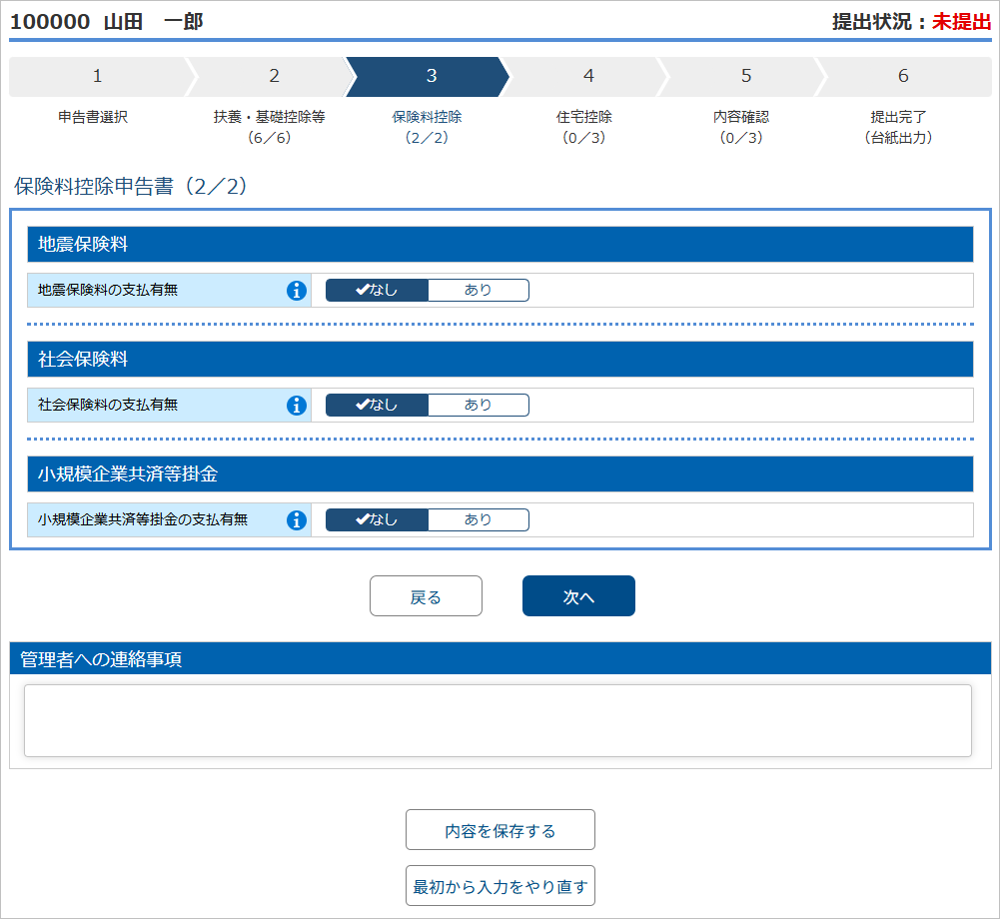 100000 山田　一郎
提出状況：未提出
1 2 3 4 5 6
申告書選択 扶養・基礎控除等 保険料控除 住宅控除 内容確認 提出完了
（6／6） （2／2） （0／3） （0／3） （台紙出力）
保険料控除申告書（2／2）
地震保険料
地震保険料の支払有無 i ✔なし あり
社会保険料
社会保険料の支払有無 i ✔なし あり
小規模企業共済等掛金
小規模企業共済等掛金の支払有無 i ✔なし あり
戻る 次へ
管理者への連絡事項
内容を保存する
最初から入力をやり直す